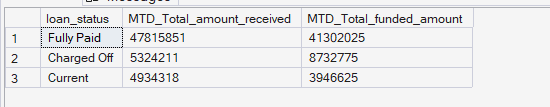 loan_status MTD_Total_amount_received MTD_Total_funded_amount
1 Fully Paid 47815851 41302025
2 Charged Off 5324211 8732775
3 Current 4934318 3946625